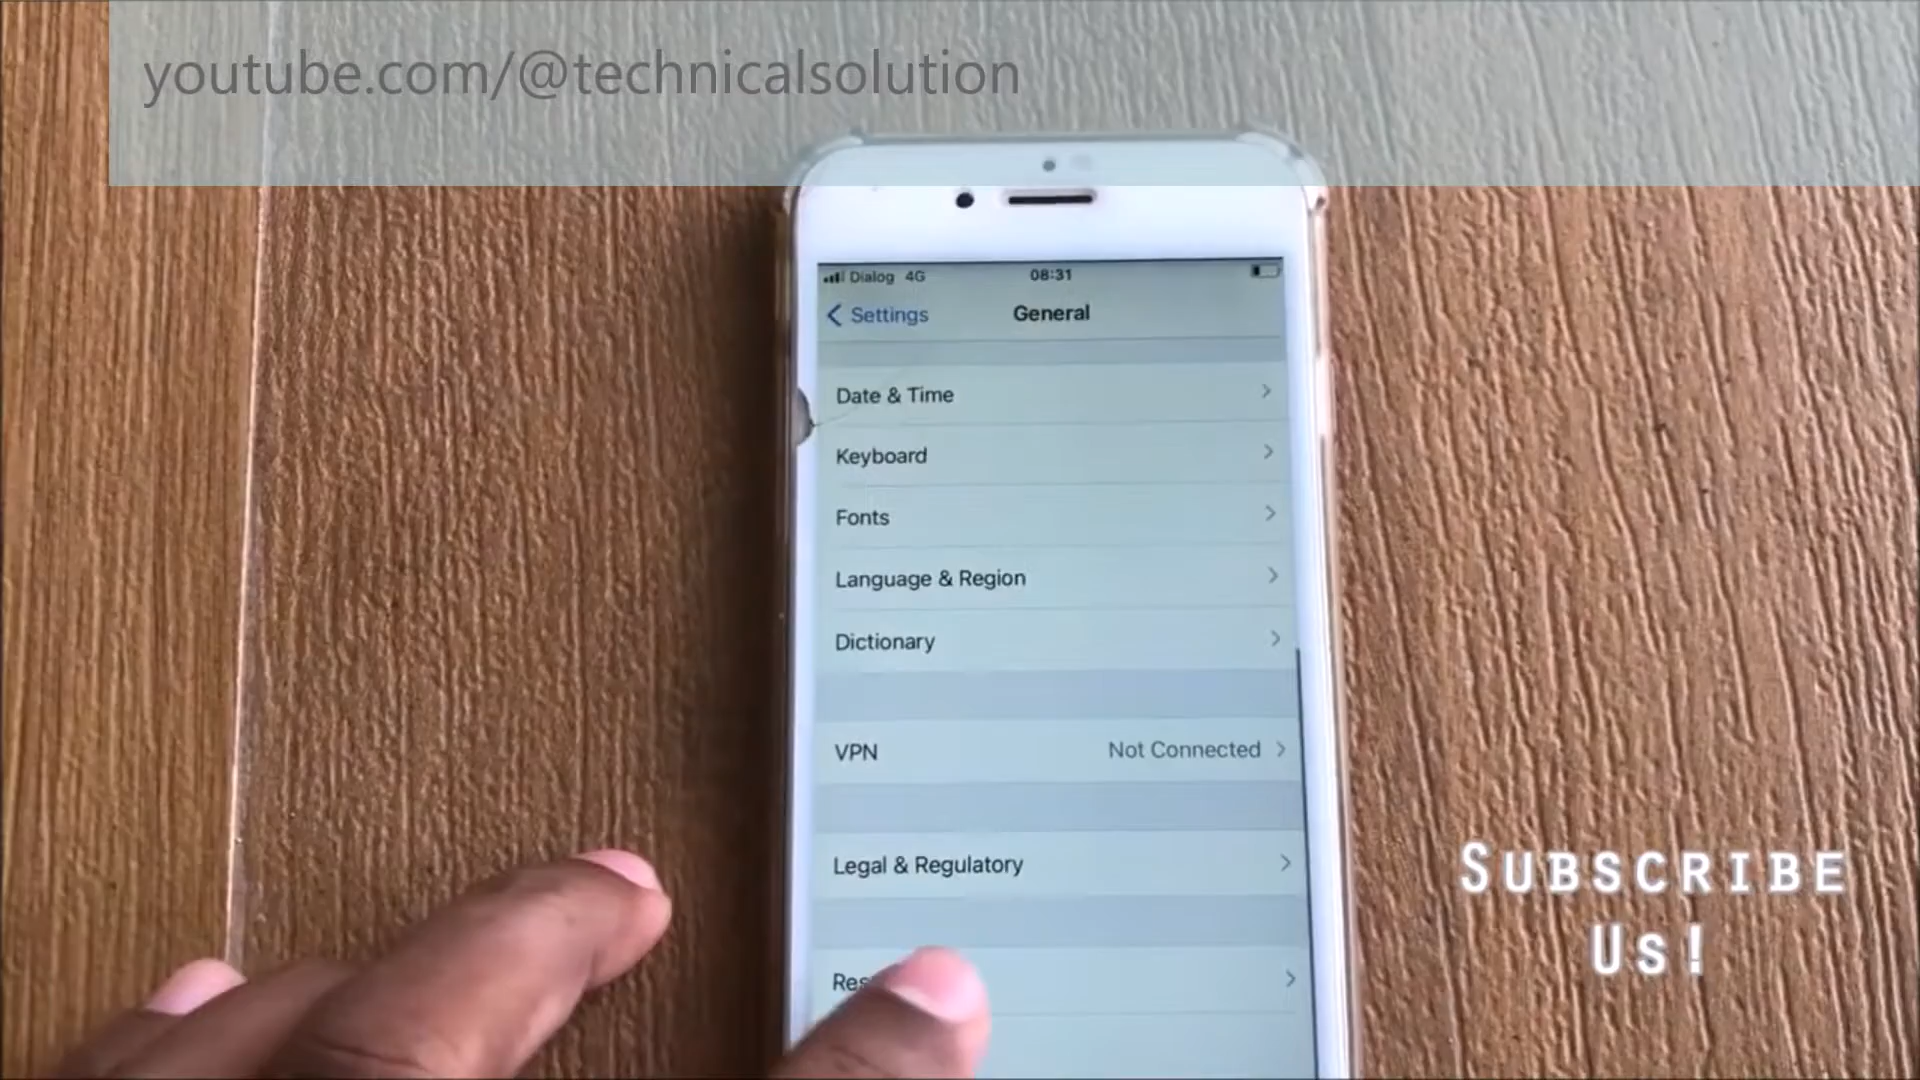 youtube.com/@technicalsolution
Dialog 4G 08:31
Settings General
Date & Time
Keyboard
Fonts
Language & Region
Dictionary
VPN Not Connected
Legal & Regulatory
SUBSCRIBE
US!